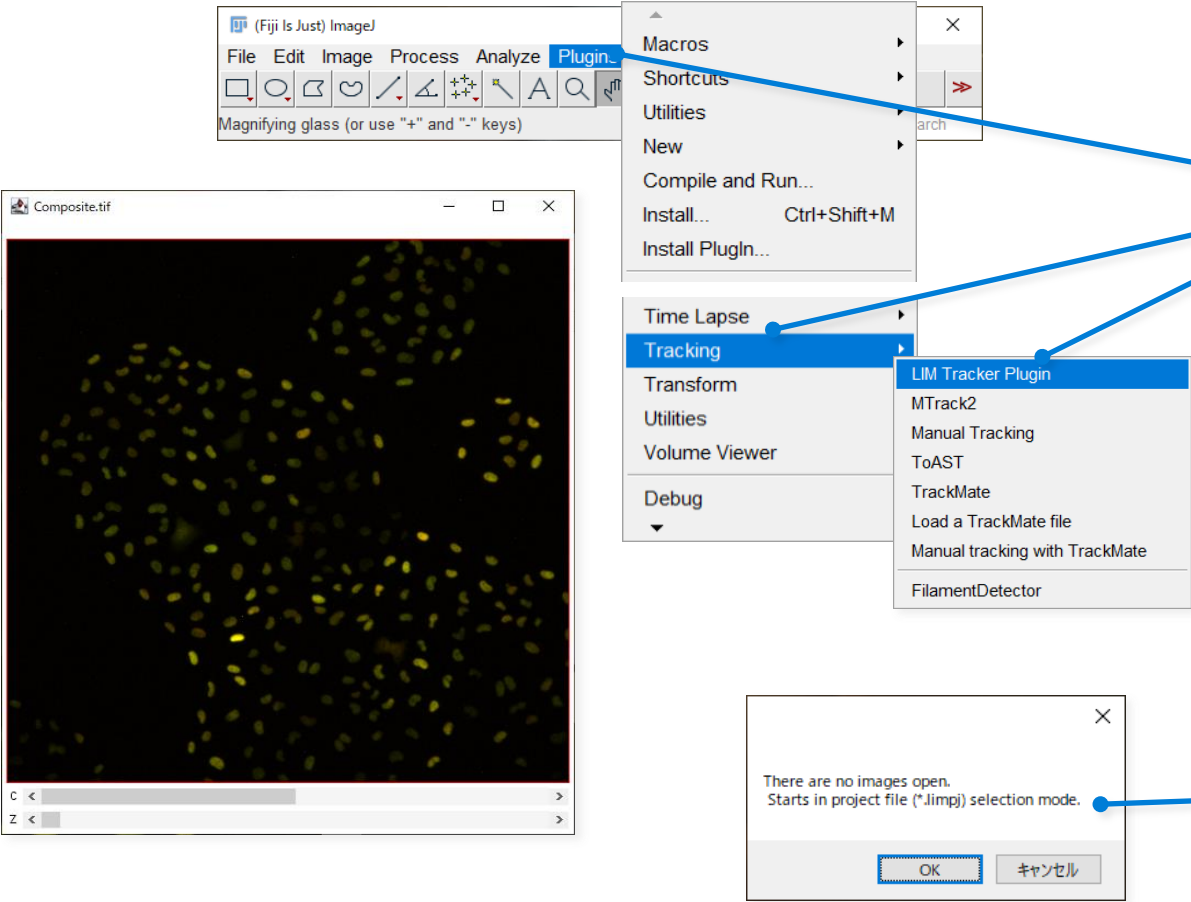 (Fiji Is Just) ImageJ
File Edit Image Process Analyze Plugins
Magnifying glass (or use "+" and "-" keys)
arch
Macros
Shortcuts
Utilities
New
Compile and Run...
Install... Ctrl+Shift+M
Install PlugIn...
Time Lapse
Tracking
Transform
Utilities
Volume Viewer
Debug
LIM Tracker Plugin
MTrack2
Manual Tracking
ToAST
TrackMate
Load a TrackMate file
Manual tracking with TrackMate
FilamentDetector
Composite.tif
C
Z
There are no images open.
Starts in project file (*.limpj) selection mode.
OK キャンセル